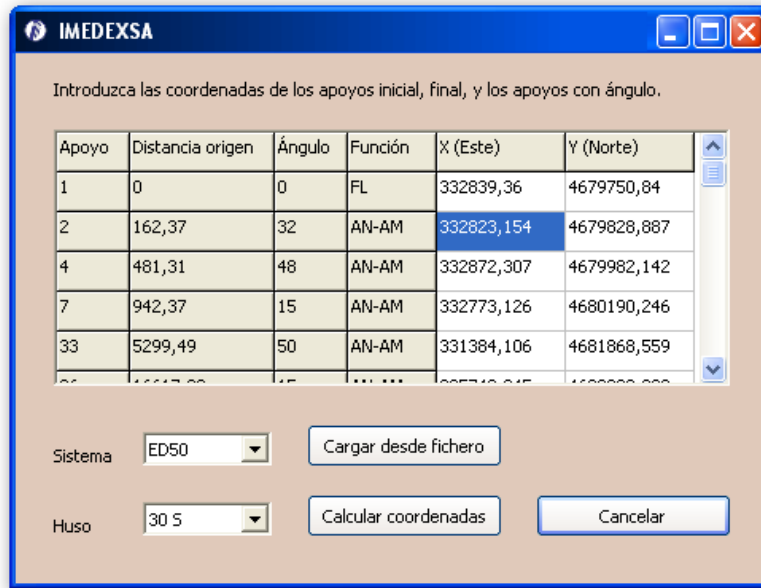 IMEDEXSA
Introduzca las coordenadas de los apoyos inicial, final, y los apoyos con ángulo.
Apoyo Distancia origen Ángulo Función X (Este) Y (Norte)
1 0 0 FL 332839,36 4679750,84
2 162,37 32 AN-AM 332823,154 4679828,887
4 481,31 48 AN-AM 332872,307 4679982,142
7 942,37 15 AN-AM 332773,126 4680190,246
33 5299,49 50 AN-AM 331384,106 4681868,559
Sistema ED50 Cargar desde fichero
Huso 30 S Calcular coordenadas Cancelar